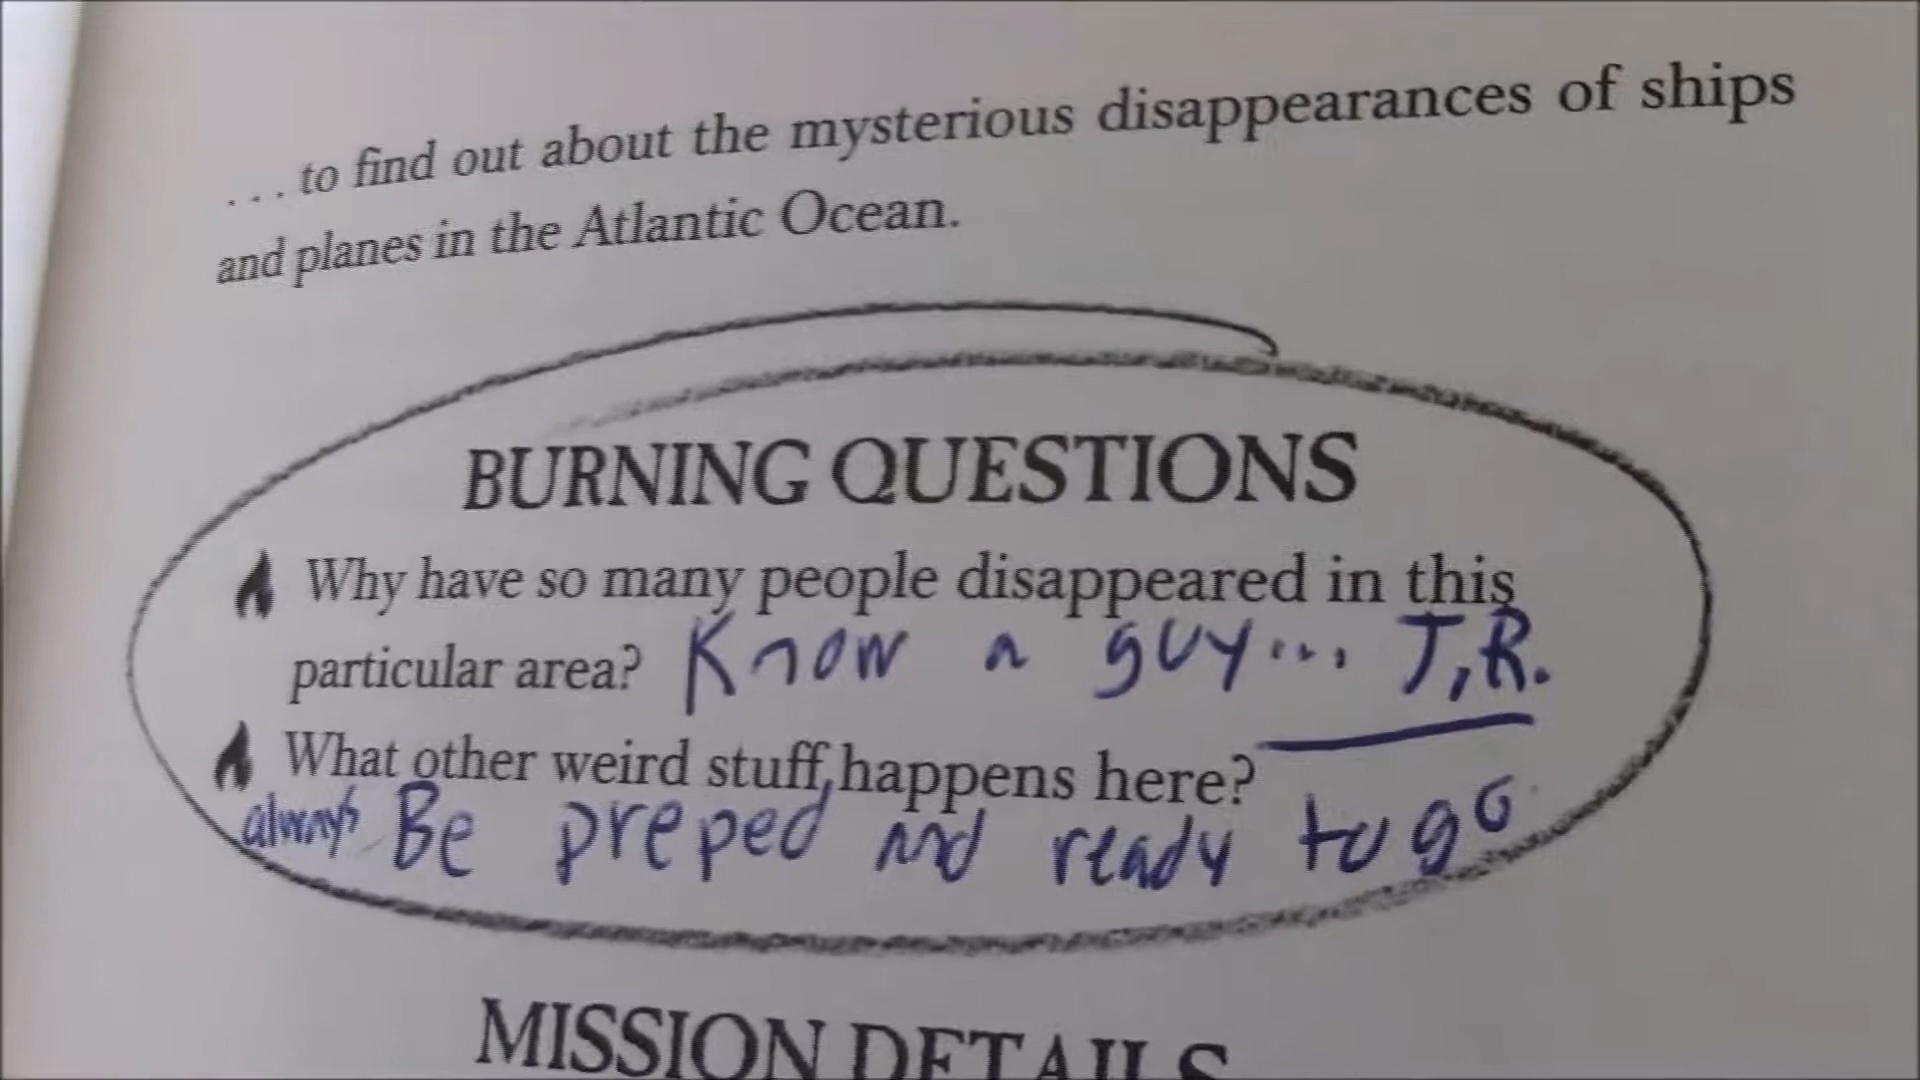 ... to find out about the mysterious disappearances of ships
and planes in the Atlantic Ocean.
BURNING QUESTIONS
Why have so many people disappeared in this
particular area? Know a guy... J.R.
What other weird stuff happens here?
always Be preped and ready to go
MISSION DETAILS